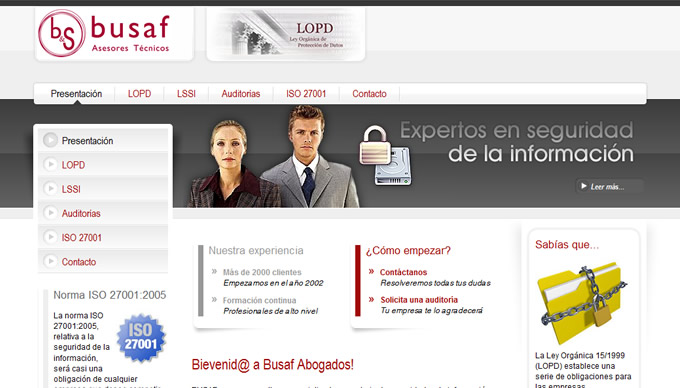 b&s busaf
Asesores Técnicos
LOPD
Ley Orgánica de
Protección de Datos
Presentación LOPD LSSI Auditorias ISO 27001 Contacto
Expertos en seguridad
de la información
Leer más...
Presentación
LOPD
LSSI
Auditorias
ISO 27001
Contacto
Norma ISO 27001:2005
La norma ISO
27001:2005,
relativa a la
seguridad de la
información,
será casi una
obligación de cualquier
ISO
27001
Nuestra experiencia
» Más de 2000 clientes
Empezamos en el año 2002
» Formación continua
Profesionales de alto nivel
¿Cómo empezar?
» Contáctanos
Resolveremos todas tus dudas
» Solicita una auditoria
Tu empresa te lo agradecerá
Bienvenid@ a Busaf Abogados!
Sabías que...
La Ley Orgánica 15/1999
(LOPD) establece una
serie de obligaciones para
las empresas